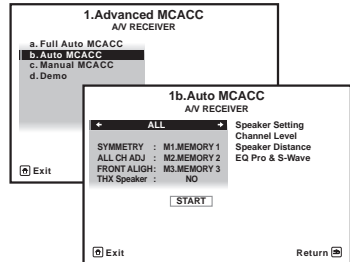 1.Advanced MCACC
A/V RECEIVER
a.Full Auto MCACC
b.Auto MCACC
c.Manual MCACC
d.Demo
Exit
1b.Auto MCACC
A/V RECEIVER
ALL
SYMMETRY : M1.MEMORY 1
ALL CH ADJ : M2.MEMORY 2
FRONT ALIGH: M3.MEMORY 3
THX Speaker : NO
START
Speaker Setting
Channel Level
Speaker Distance
EQ Pro & S-Wave
Exit
Return